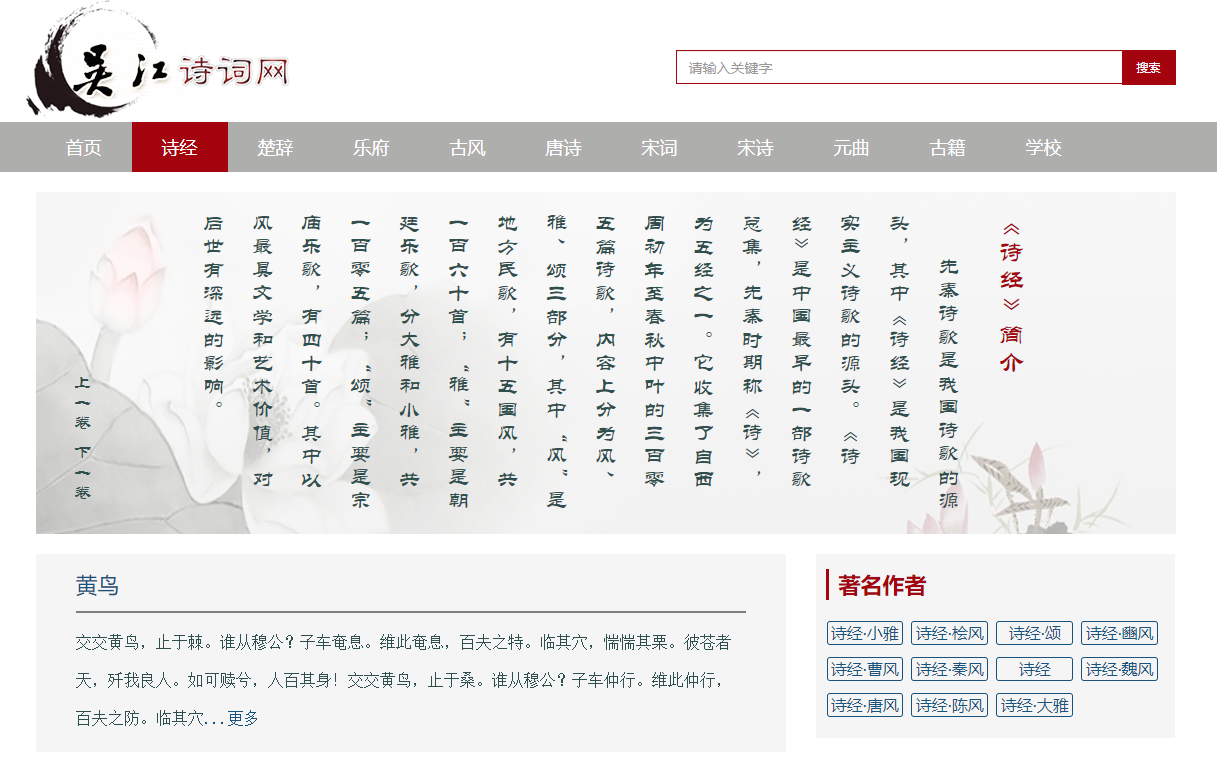 吴江诗词网
请输入关键字
搜索
首页 诗经 楚辞 乐府 古风 唐诗 宋词 宋诗 元曲 古籍 学校
《诗经》简介
先秦诗歌是我国诗歌的源
头，其中《诗经》是我国现
实主义诗歌的源头。《诗
经》是中国最早的一部诗歌
总集，先秦时期称《诗》，
为五经之一。它收集了自西
周初年至春秋中叶的三百零
五篇诗歌，内容上分为风、
雅、颂三部分，其中“风”是
地方民歌，有十五国风，共
一百六十首；“雅”主要是朝
廷乐歌，分大雅和小雅，共
一百零五篇；“颂”主要是宗
庙乐歌，有四十首。其中以
风最具文学和艺术价值，对
后世有深远的影响。
上一卷 下一卷
黄鸟
交交黄鸟，止于棘。谁从穆公？子车奄息。维此奄息，百夫之特。临其穴，惴惴其栗。彼苍者
天，歼我良人。如可赎兮，人百其身！交交黄鸟，止于桑。谁从穆公？子车仲行。维此仲行，
百夫之防。临其穴...更多
著名作者
诗经·小雅 诗经·桧风 诗经·颂 诗经·豳风
诗经·曹风 诗经·秦风 诗经 诗经·魏风
诗经·唐风 诗经·陈风 诗经·大雅